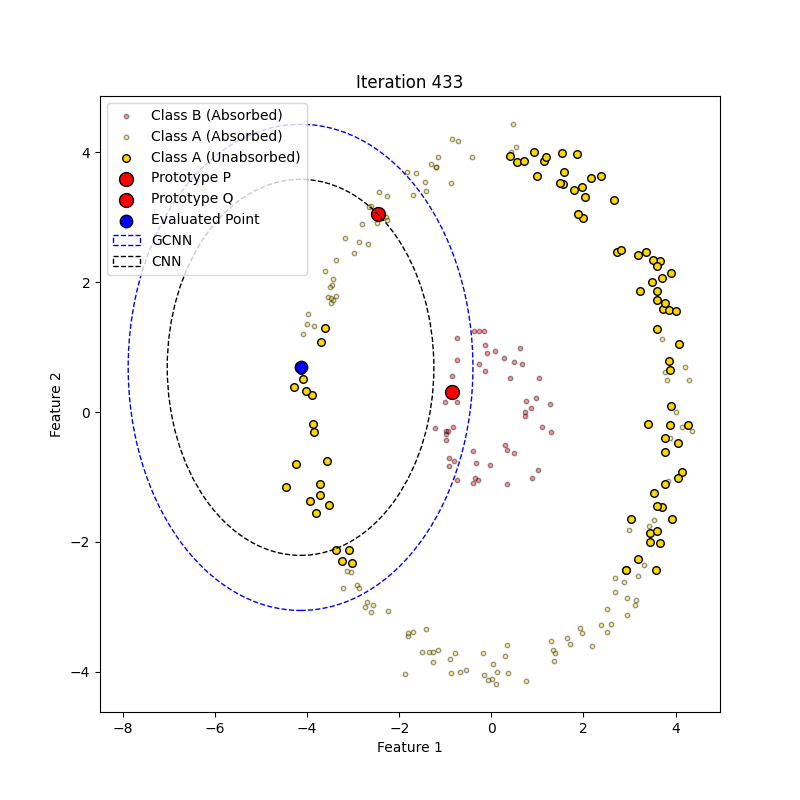 Iteration 433
Class B (Absorbed)
Class A (Absorbed)
Class A (Unabsorbed)
Prototype P
Prototype Q
Evaluated Point
GCNN
CNN
4
2
0
−2
−4
Feature 2
−8
−6
−4
−2
0
2
4
Feature 1